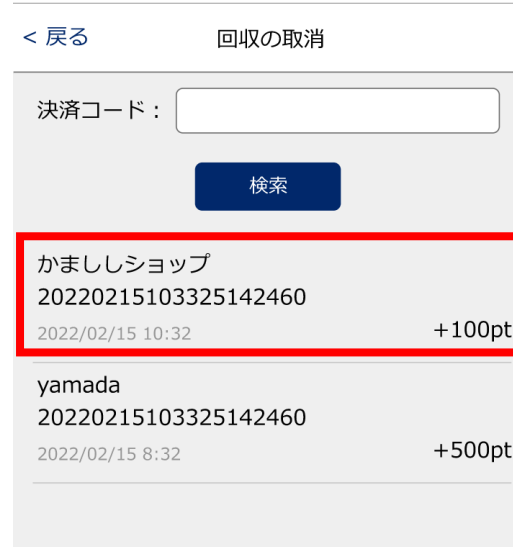 < 戻る 回収の取消
決済コード：
検索
かまししショップ
20220215103325142460
2022/02/15 10:32 +100pt
yamada
20220215103325142460
2022/02/15 8:32 +500pt